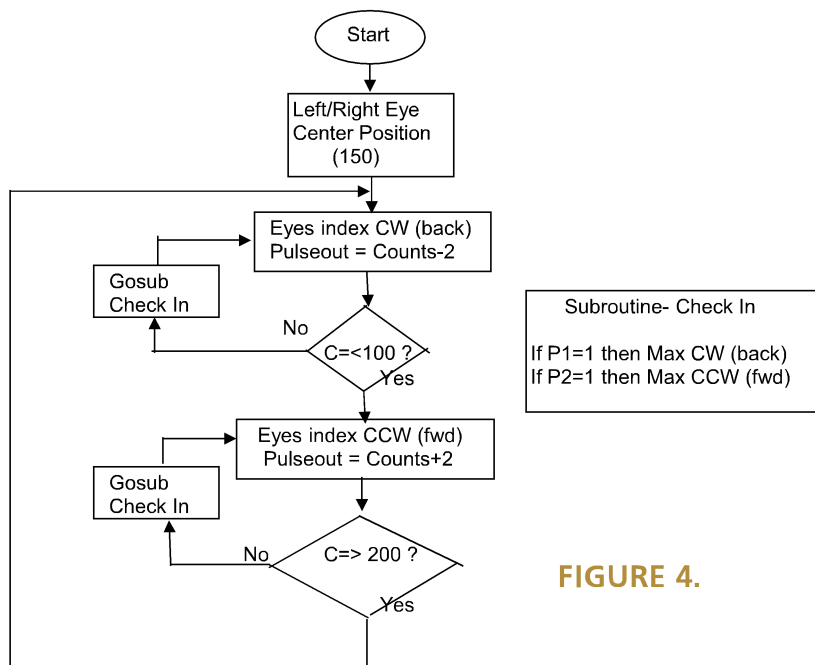 Start
Left/Right Eye
Center Position
(150)
Eyes index CW (back)
Pulseout = Counts-2
Gosub
Check In
No
C=<100 ?
Yes
Eyes index CCW (fwd)
Pulseout = Counts+2
Gosub
Check In
No
C=> 200 ?
Yes
Subroutine- Check In
If P1=1 then Max CW (back)
If P2=1 then Max CCW (fwd)
FIGURE 4.